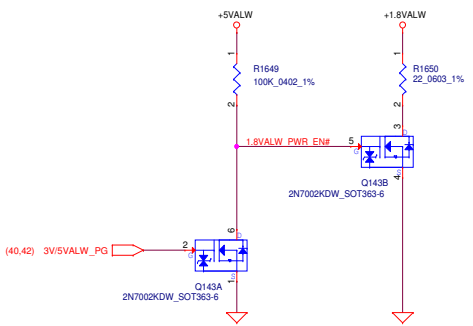 +5VALW
+1.8VALW
1
1
R1649
100K_0402_1%
R1650
22_0603_1%
2
2
3
D
1.8VALW_PWR_EN#
5
G
S
4
Q143B
2N7002KDW_SOT363-6
6
D
(40,42)
3V/5VALW_PG
2
G
S
1
Q143A
2N7002KDW_SOT363-6